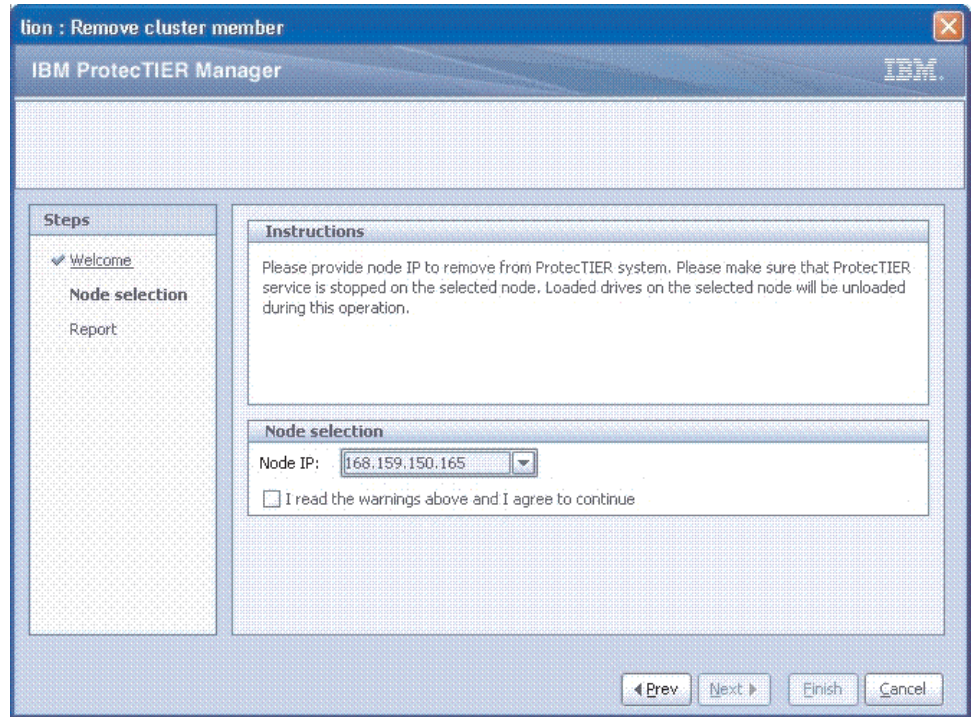 lion : Remove cluster member
IBM ProtecTIER Manager
IBM.
Steps
Welcome
Node selection
Report
Instructions
Please provide node IP to remove from ProtecTIER system. Please make sure that ProtecTIER
service is stopped on the selected node. Loaded drives on the selected node will be unloaded
during this operation.
Node selection
Node IP: 168.159.150.165
I read the warnings above and I agree to continue
Prev Next Finish Cancel